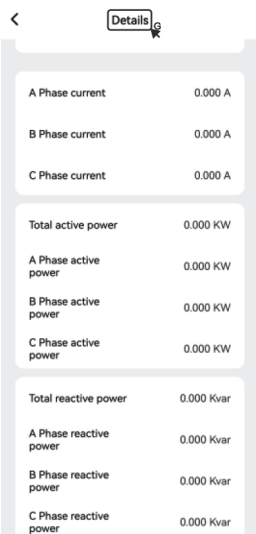 Details
G
A Phase current 0.000 A
B Phase current 0.000 A
C Phase current 0.000 A
Total active power 0.000 KW
A Phase active
power 0.000 KW
B Phase active
power 0.000 KW
C Phase active
power 0.000 KW
Total reactive power 0.000 Kvar
A Phase reactive
power 0.000 Kvar
B Phase reactive
power 0.000 Kvar
C Phase reactive
power 0.000 Kvar